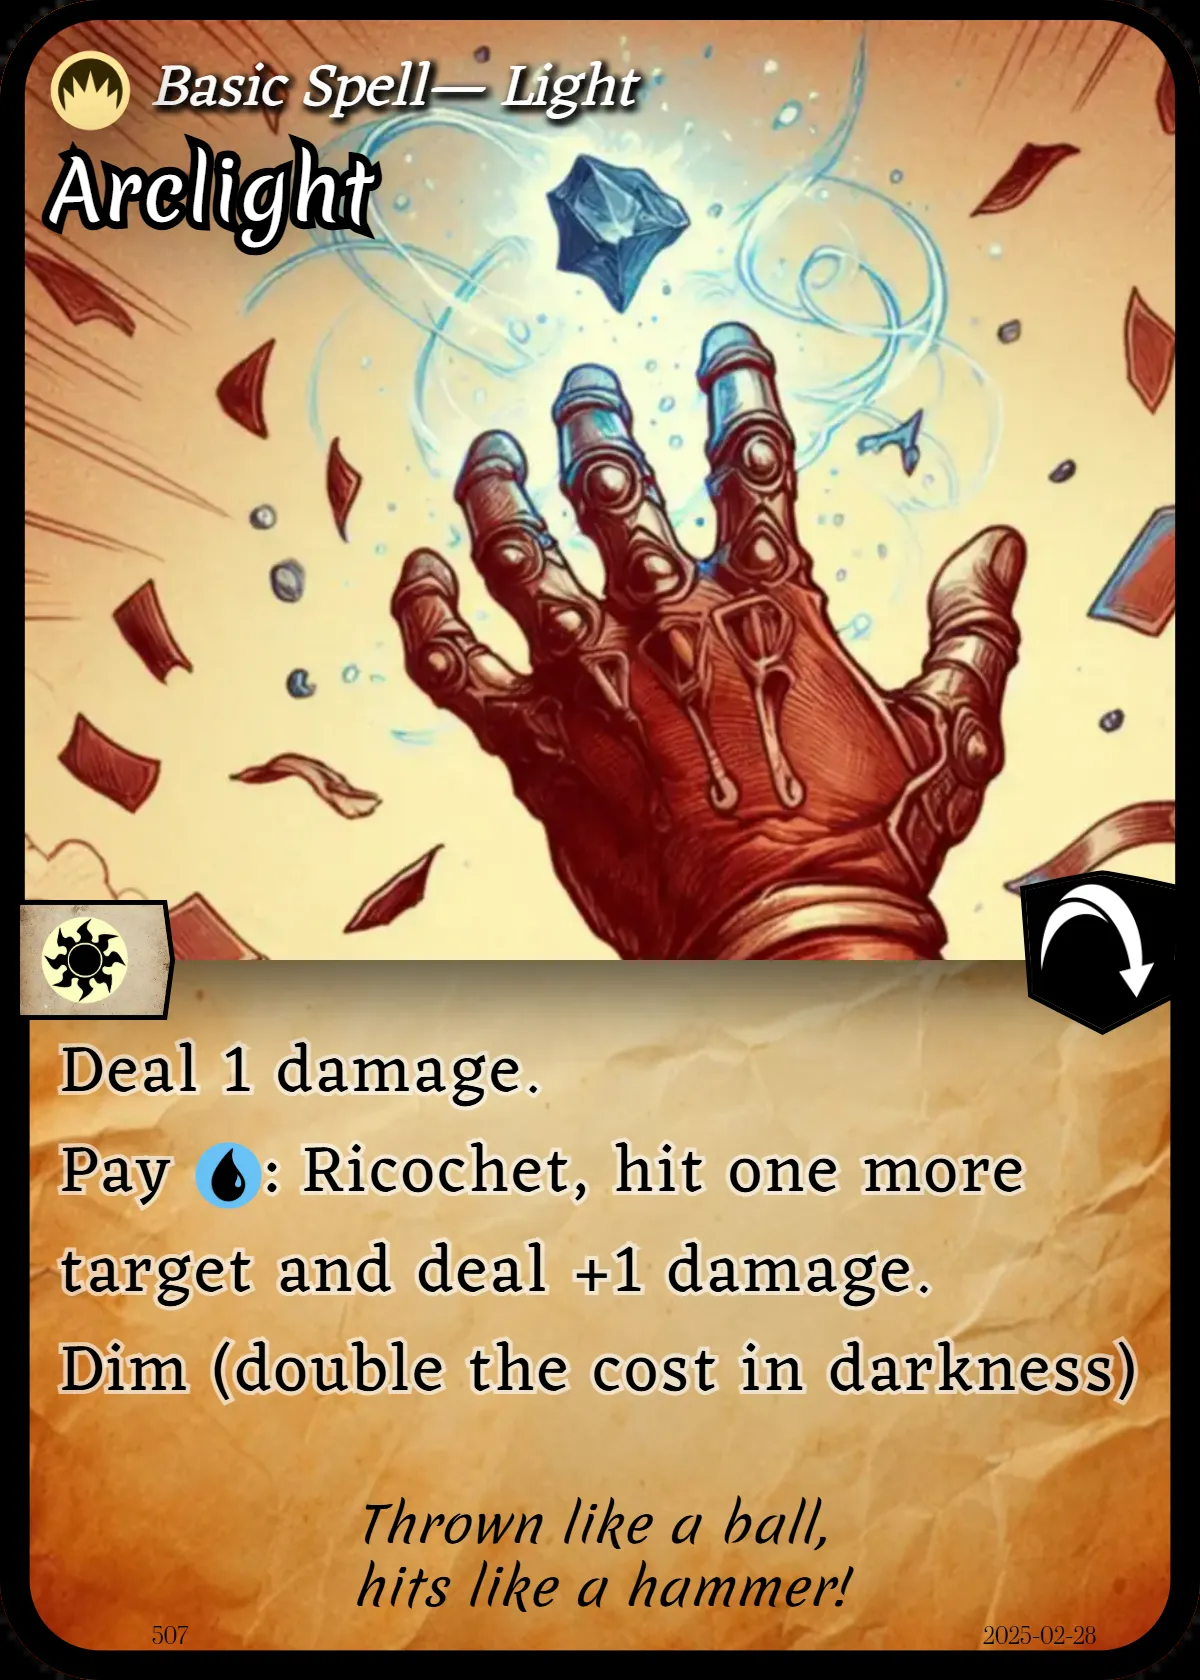 Basic Spell— Light
Arclight
Deal 1 damage.
Pay : Ricochet, hit one more
target and deal +1 damage.
Dim (double the cost in darkness)
Thrown like a ball,
hits like a hammer!
507
2025-02-28